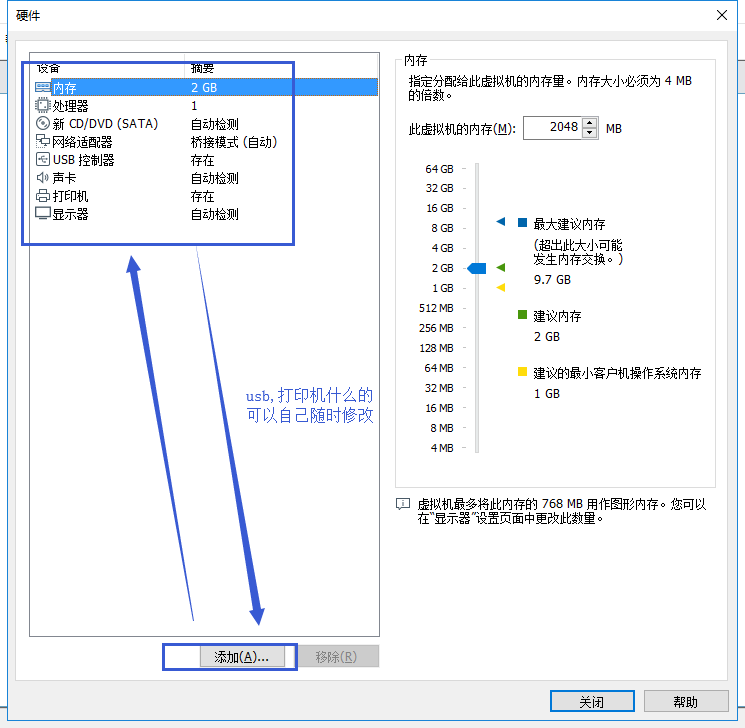 硬件
设备 摘要
内存 2 GB
处理器 1
新 CD/DVD (SATA) 自动检测
网络适配器 桥接模式 (自动)
USB 控制器 存在
声卡 自动检测
打印机 存在
显示器 自动检测
usb,打印机什么的
可以自己随时修改
添加(A)... 移除(R)
内存
指定分配给此虚拟机的内存量。内存大小必须为 4 MB
的倍数。
此虚拟机的内存(M): 2048 MB
64 GB
32 GB
16 GB
8 GB
4 GB
2 GB
1 GB
512 MB
256 MB
128 MB
64 MB
32 MB
16 MB
8 MB
4 MB
最大建议内存
(超出此大小可能
发生内存交换。)
9.7 GB
建议内存
2 GB
建议的最小客户机操作系统内存
1 GB
虚拟机最多将此内存的 768 MB 用作图形内存。您可以
在“显示器”设置页面中更改此数量。
关闭 帮助